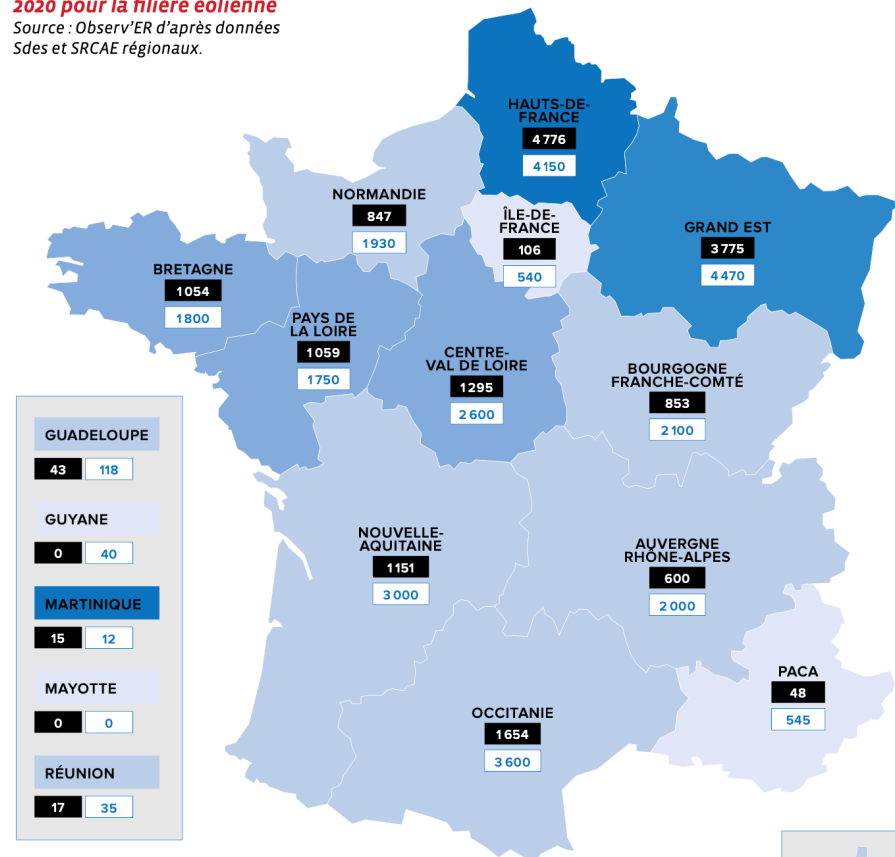 2020 pour la filière éolienne
Source : Observ'ER d'après données
Sdes et SRCAE régionaux.
HAUTS-DE-
FRANCE
4 776
4 150
NORMANDIE
847
1 930
ÎLE-DE-
FRANCE
106
540
GRAND EST
3 775
4 470
BRETAGNE
1 054
1 800
PAYS DE
LA LOIRE
1 059
1 750
CENTRE-
VAL DE LOIRE
1 295
2 600
BOURGOGNE
FRANCHE-COMTÉ
853
2 100
NOUVELLE-
AQUITAINE
1 151
3 000
AUVERGNE
RHÔNE-ALPES
600
2 000
OCCITANIE
1 654
3 600
PACA
48
545
GUADELOUPE
43 118
GUYANE
0 40
MARTINIQUE
15 12
MAYOTTE
0 0
RÉUNION
17 35